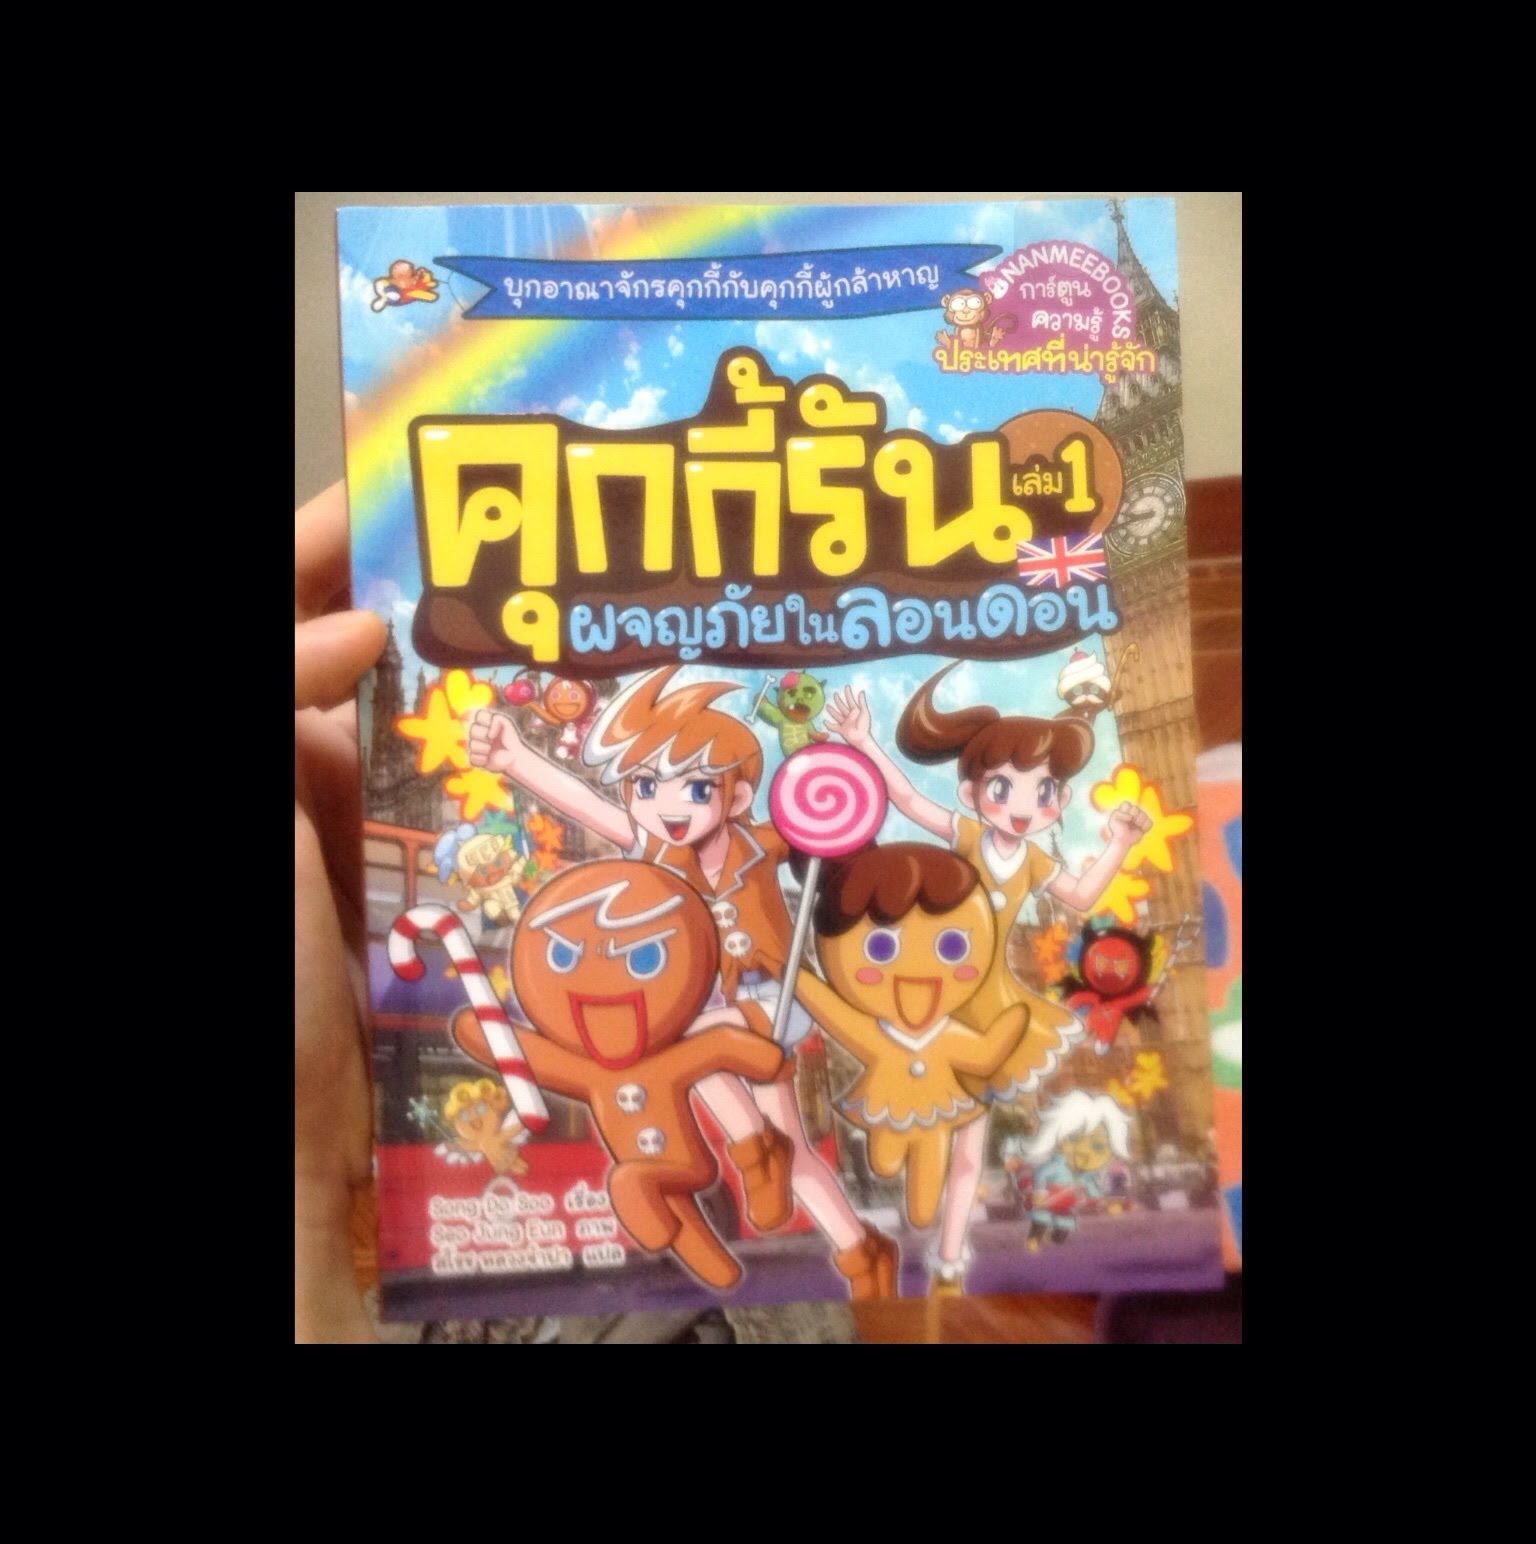 บุกอาณาจักรคุกกี้กับคุกกี้ผู้กล้าหาญ
NANMEEBOOKS
การ์ตูน
ความรู้
ประเทศที่น่ารู้จัก
คุกกี้รัน เล่ม 1
ผจญภัยในลอนดอน
Song Do Soo เรื่อง
Seo Jung Eun ภาพ
แปล